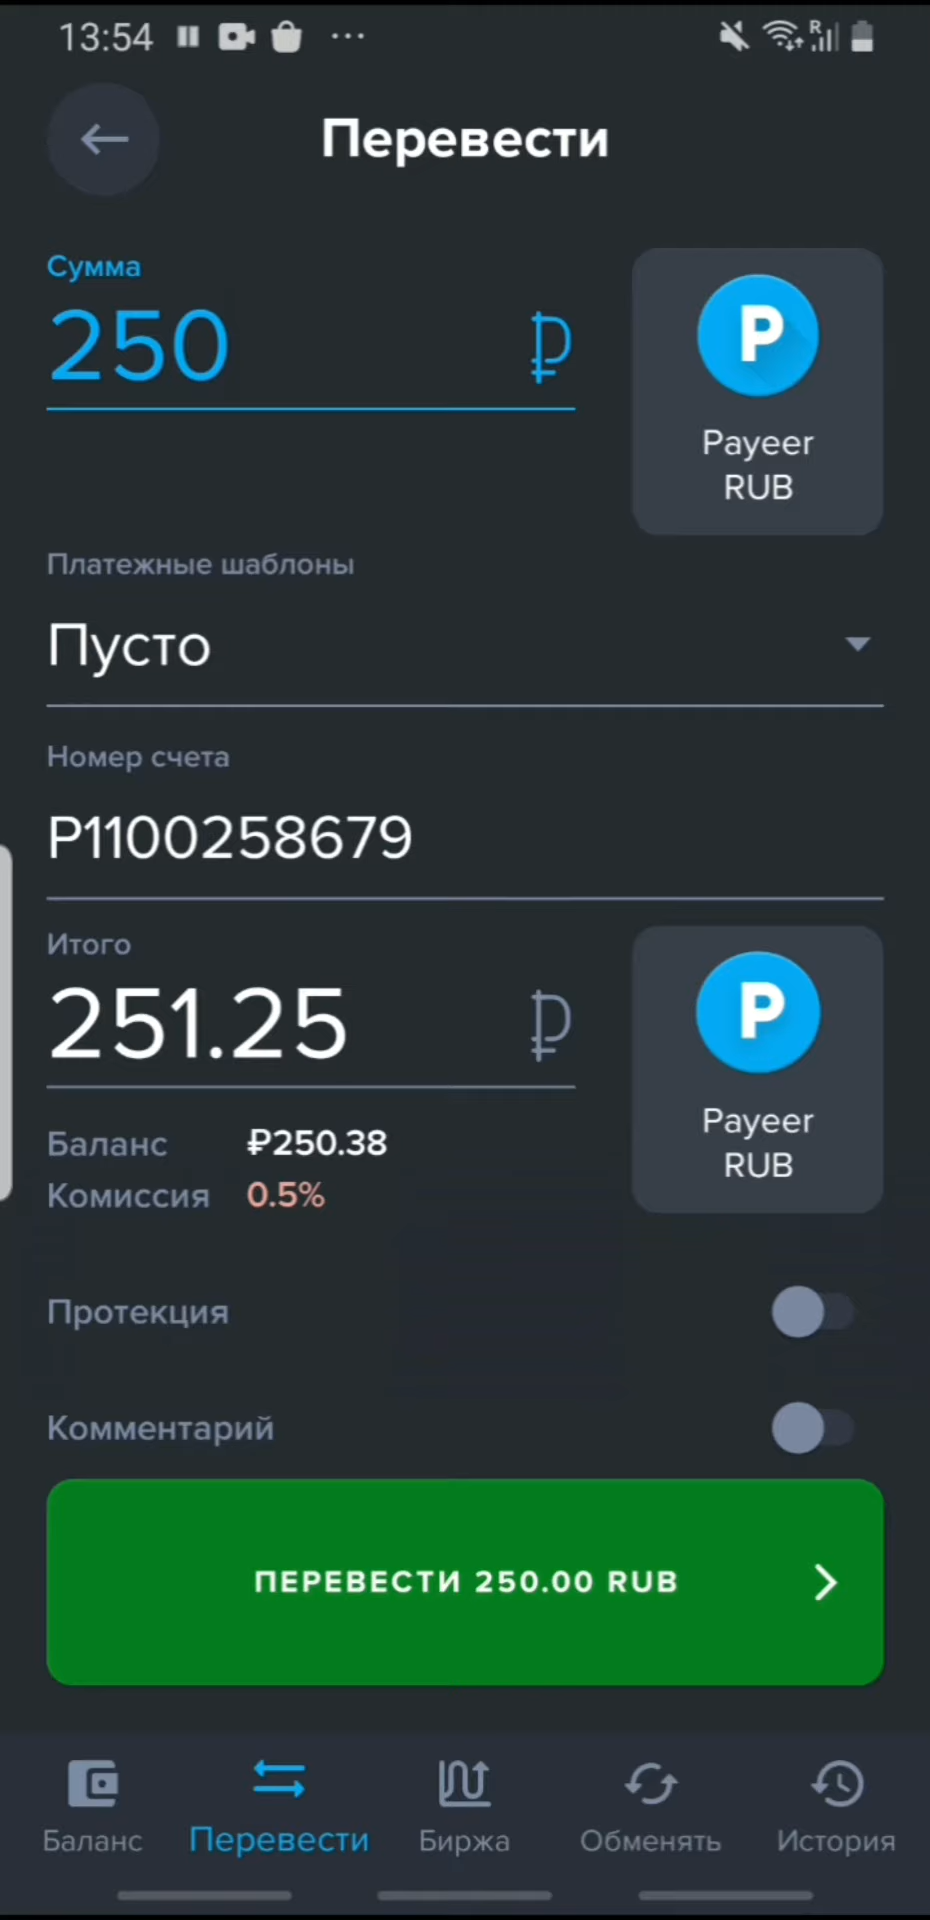 13:54
R
Перевести
Сумма
250 ₽
P
Payeer
RUB
Платежные шаблоны
Пусто
Номер счета
P1100258679
Итого
251.25 ₽
P
Payeer
RUB
Баланс ₽250.38
Комиссия 0.5%
Протекция
Комментарий
ПЕРЕВЕСТИ 250.00 RUB
Баланс Перевести Биржа Обменять История